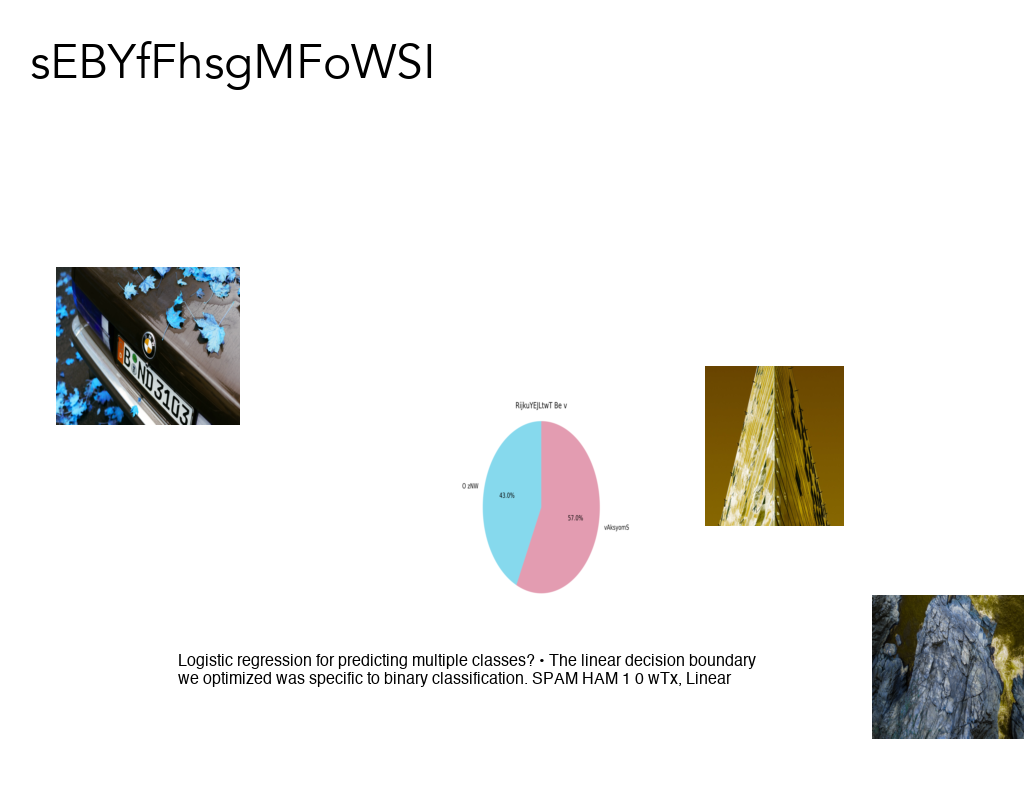 sEBYfFhsgMFoWSI
B ND 3103
RijkuYEJLtwT Be v
O zNW
43.0%
57.0%
vAksyomS
Logistic regression for predicting multiple classes? • The linear decision boundary
we optimized was specific to binary classification. SPAM HAM 1 0 wTx, Linear